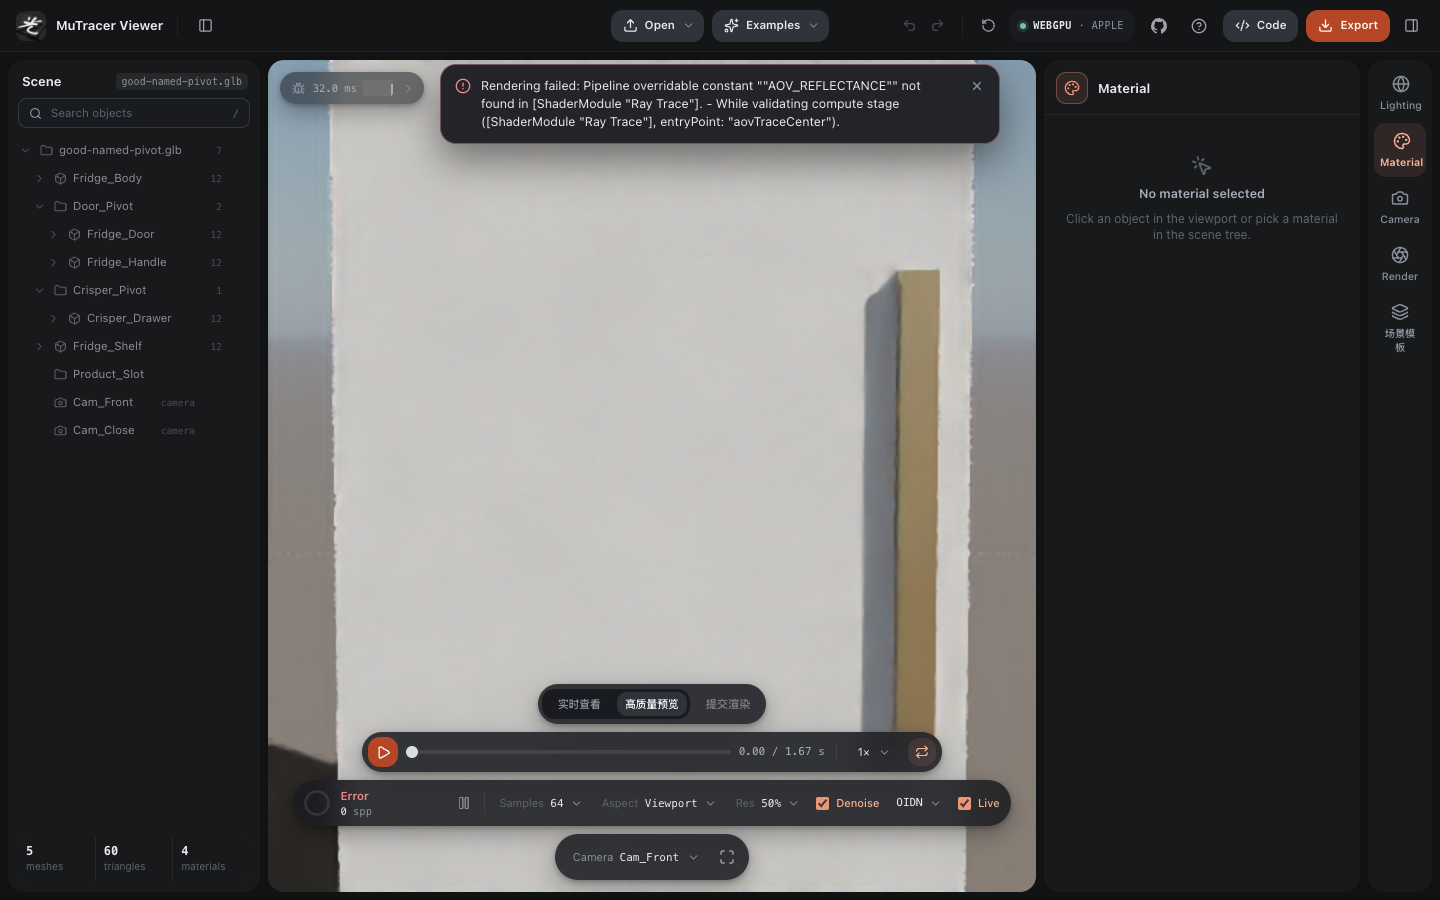 MuTracer Viewer
Open
Examples
WEBGPU · APPLE
Code
Export
Scene
good-named-pivot.glb
Search objects
/
good-named-pivot.glb 7
Fridge_Body 12
Door_Pivot 2
Fridge_Door 12
Fridge_Handle 12
Crisper_Pivot 1
Crisper_Drawer 12
Fridge_Shelf 12
Product_Slot
Cam_Front camera
Cam_Close camera
5
meshes
60
triangles
4
materials
32.0 ms
Rendering failed: Pipeline overridable constant ""AOV_REFLECTANCE"" not
found in [ShaderModule "Ray Trace"]. - While validating compute stage
([ShaderModule "Ray Trace"], entryPoint: "aovTraceCenter").
实时查看
高质量预览
提交渲染
0.00 / 1.67 s
1×
Error
0 spp
Samples 64
Aspect Viewport
Res 50%
Denoise
OIDN
Live
Camera Cam_Front
Material
No material selected
Click an object in the viewport or pick a material
in the scene tree.
Lighting
Material
Camera
Render
场景模
板